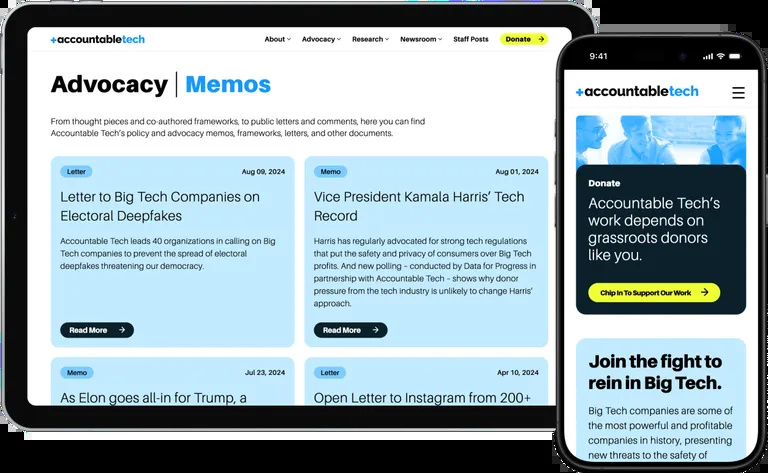 +accountabletech
About Advocacy Research Newsroom Staff Posts Donate →
Advocacy | Memos
From thought pieces and co-authored frameworks, to public letters and comments, here you can find
Accountable Tech's policy and advocacy memos, frameworks, letters, and other documents.
Letter Aug 09, 2024
Letter to Big Tech Companies on
Electoral Deepfakes
Accountable Tech leads 40 organizations in calling on Big
Tech companies to prevent the spread of electoral
deepfakes threatening our democracy.
Read More →
Memo Aug 01, 2024
Vice President Kamala Harris' Tech
Record
Harris has regularly advocated for strong tech regulations
that put the safety and privacy of consumers over Big Tech
profits. And new polling – conducted by Data for Progress in
partnership with Accountable Tech – shows why donor
pressure from the tech industry is unlikely to change Harris'
approach.
Read More →
Memo Jul 23, 2024
As Elon goes all-in for Trump, a
Letter Apr 10, 2024
Open Letter to Instagram from 200+
9:41
+accountabletech
Donate
Accountable Tech's
work depends on
grassroots donors
like you.
Chip In To Support Our Work →
Join the fight to
rein in Big Tech.
Big Tech companies are some of
the most powerful and profitable
companies in history, presenting
new threats to the safety of